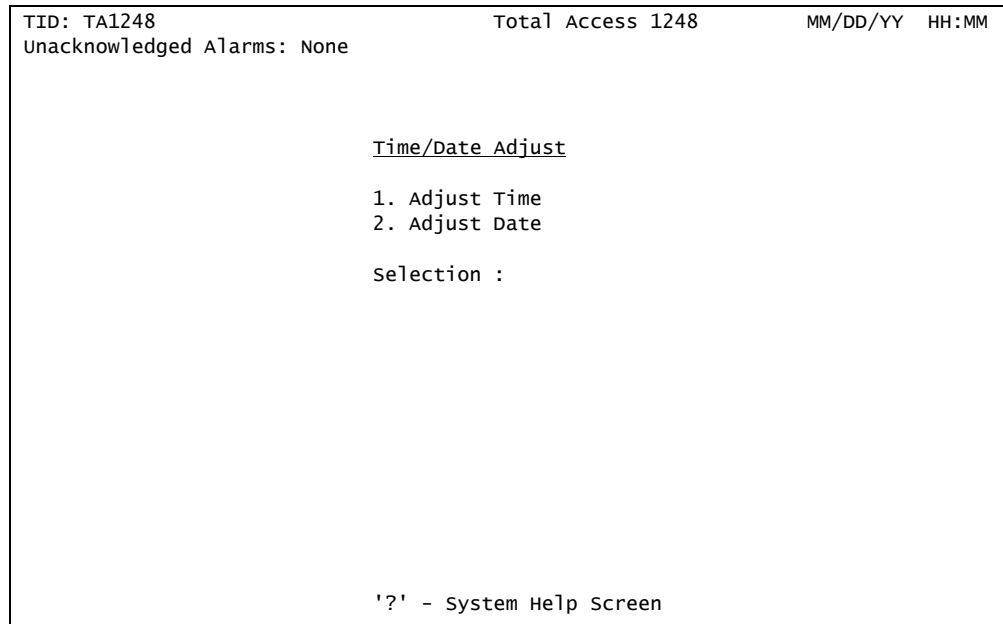 TID: TA1248 Total Access 1248 MM/DD/YY HH:MM
Unacknowledged Alarms: None
Time/Date Adjust
1. Adjust Time
2. Adjust Date
Selection :
'?' - System Help Screen